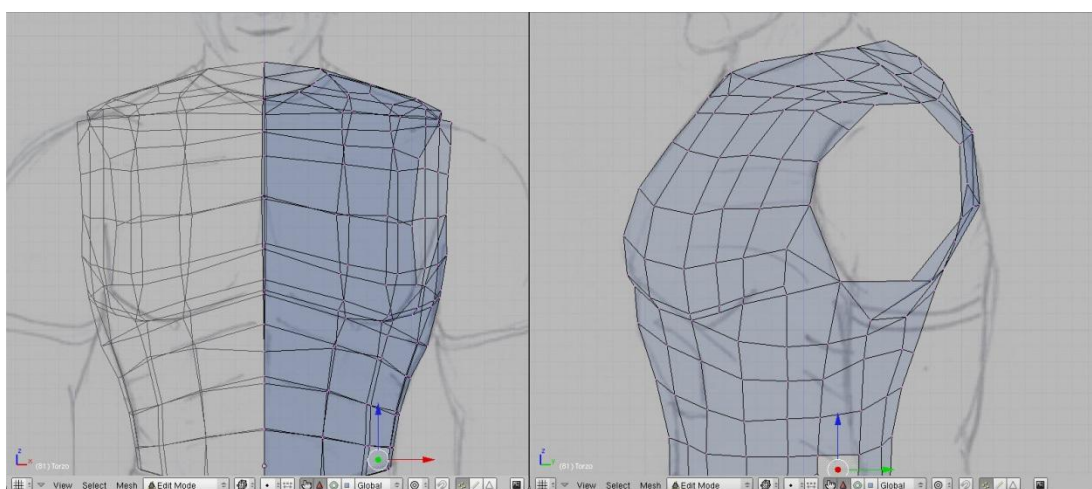 z
x
(81) Torzo
View Select Mesh Edit Mode Global
z
y
(81) Torzo
View Select Mesh Edit Mode Global